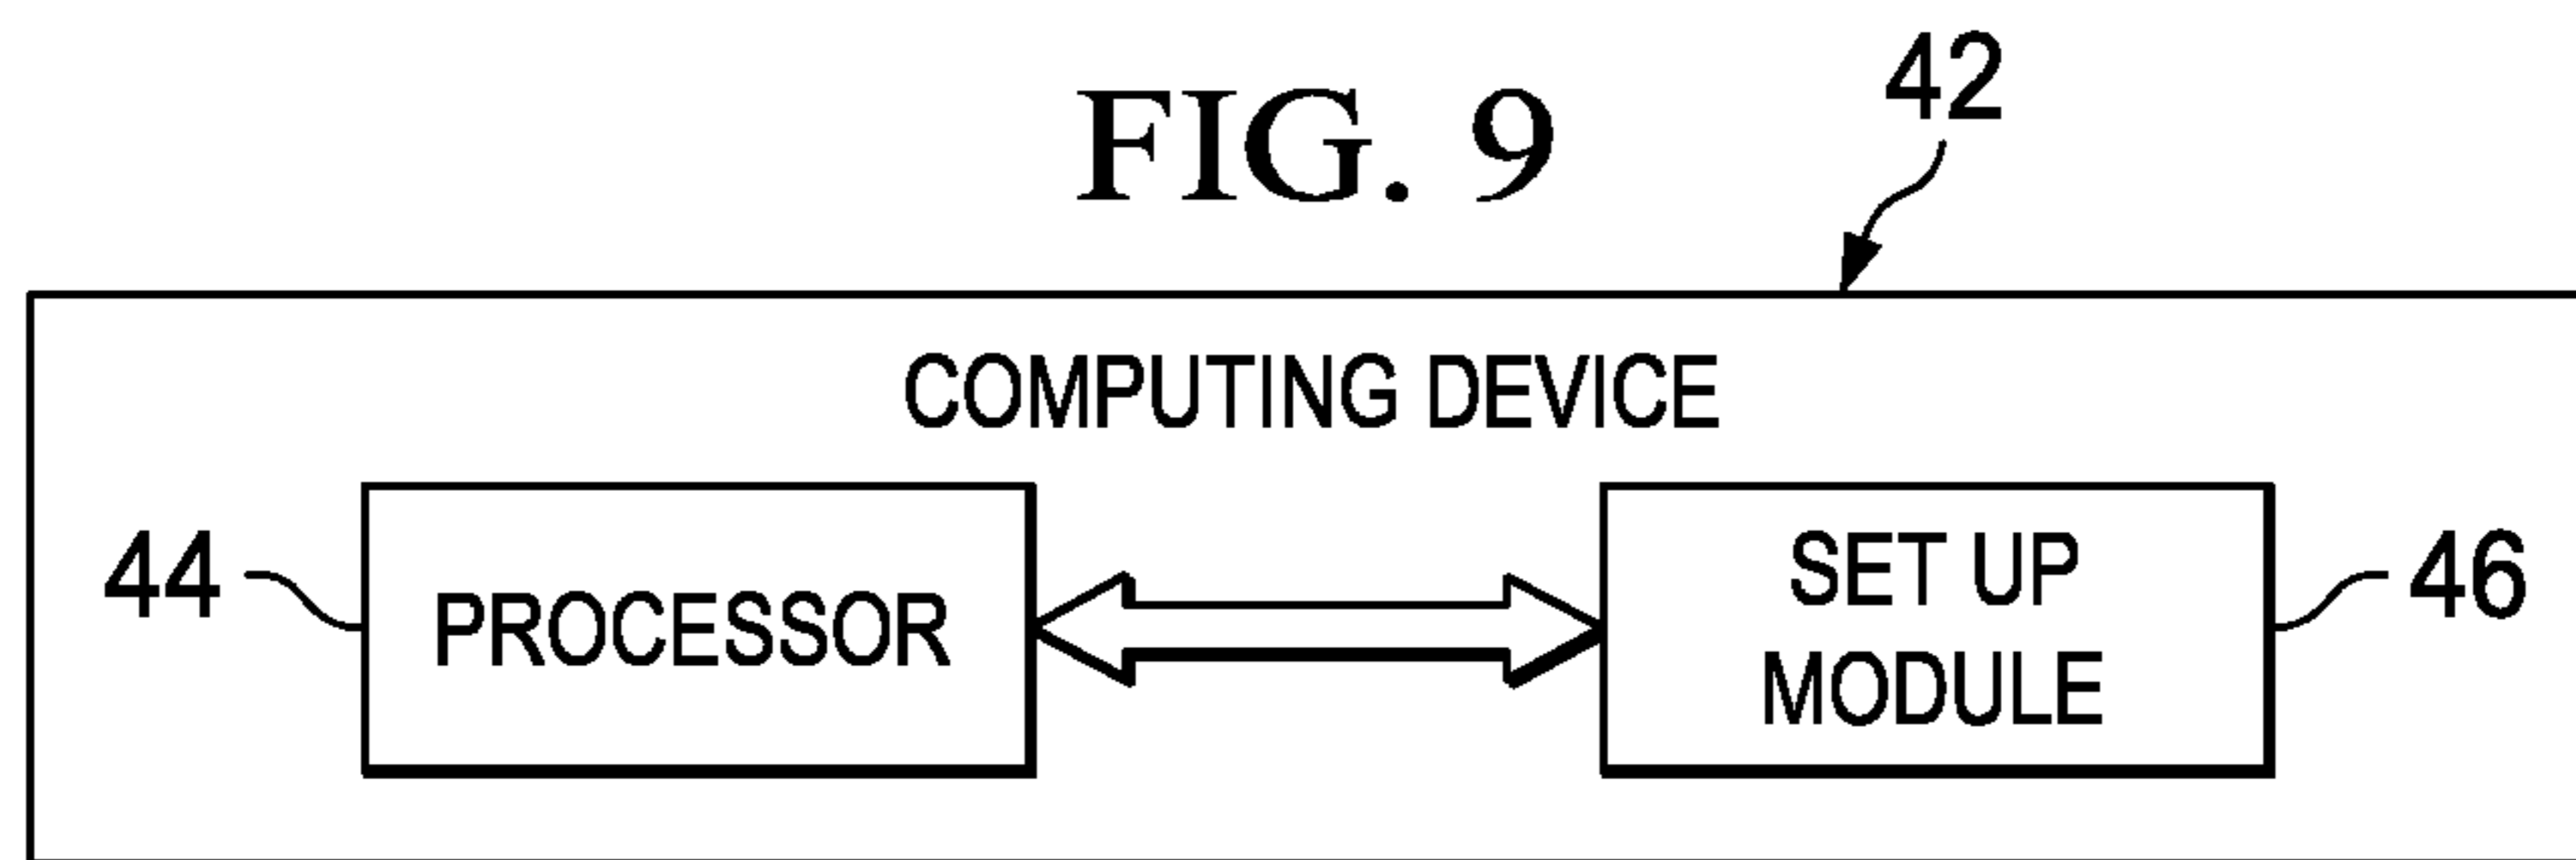 FIG. 9
42
COMPUTING DEVICE
44
PROCESSOR
SET UP
MODULE
46